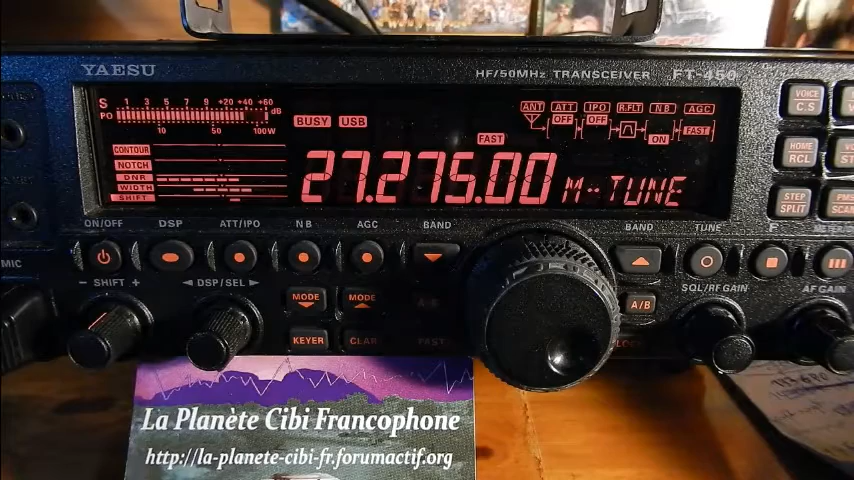 YAESU
HF/50MHz TRANSCEIVER FT-450
S 1 3 5 7 9 +20 +40 +60 dB
PO 10 50 100W
BUSY USB
ANT ATT IPO R.FLT NB AGC
OFF OFF ON FAST
FAST
CONTOUR
NOTCH
DNR
WIDTH
SHIFT
27.275.00 M-TUNE
VOICE
C.S
HOME
RCL
STEP
SPLIT
ON/OFF DSP ATT/IPO NB AGC BAND
BAND TUNE F
MIC
- SHIFT +
DSP/SEL
MODE MODE A/B
KEYER CLAR FAST
A/B
LOCK
SQL/RF GAIN
AF GAIN
La Planète Cibi Francophone
http://la-planete-cibi-fr.forumactif.org